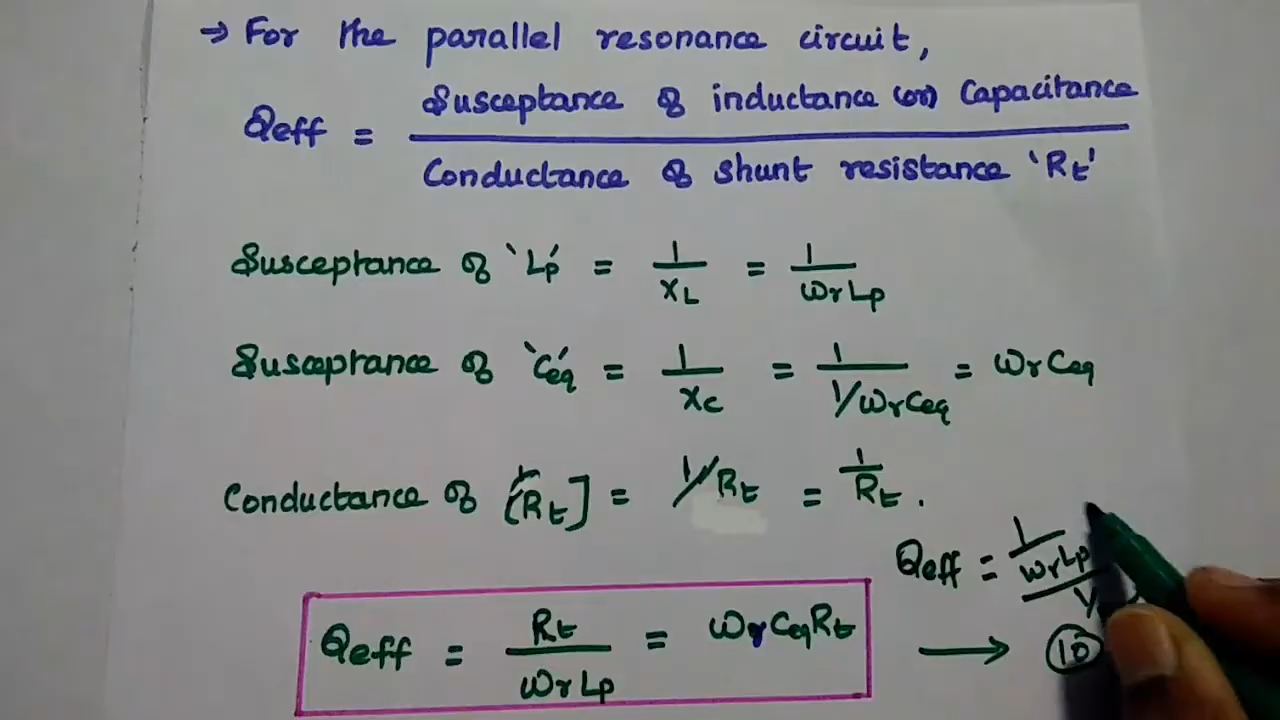 → For the parallel resonance circuit,
Qeff = Susceptance of inductance (or) Capacitance / Conductance of shunt resistance 'Rt'
Susceptance of 'Lp' = 1/XL = 1/ωrLp
Susceptance of 'Ceq' = 1/Xc = 1/(1/ωrCeq) = ωrCeq
Conductance of [Rt] = 1/Rt = 1/Rt.
Qeff = 1/ωrLp / 1/
Qeff = Rt/ωrLp = ωrCeqRt → 10